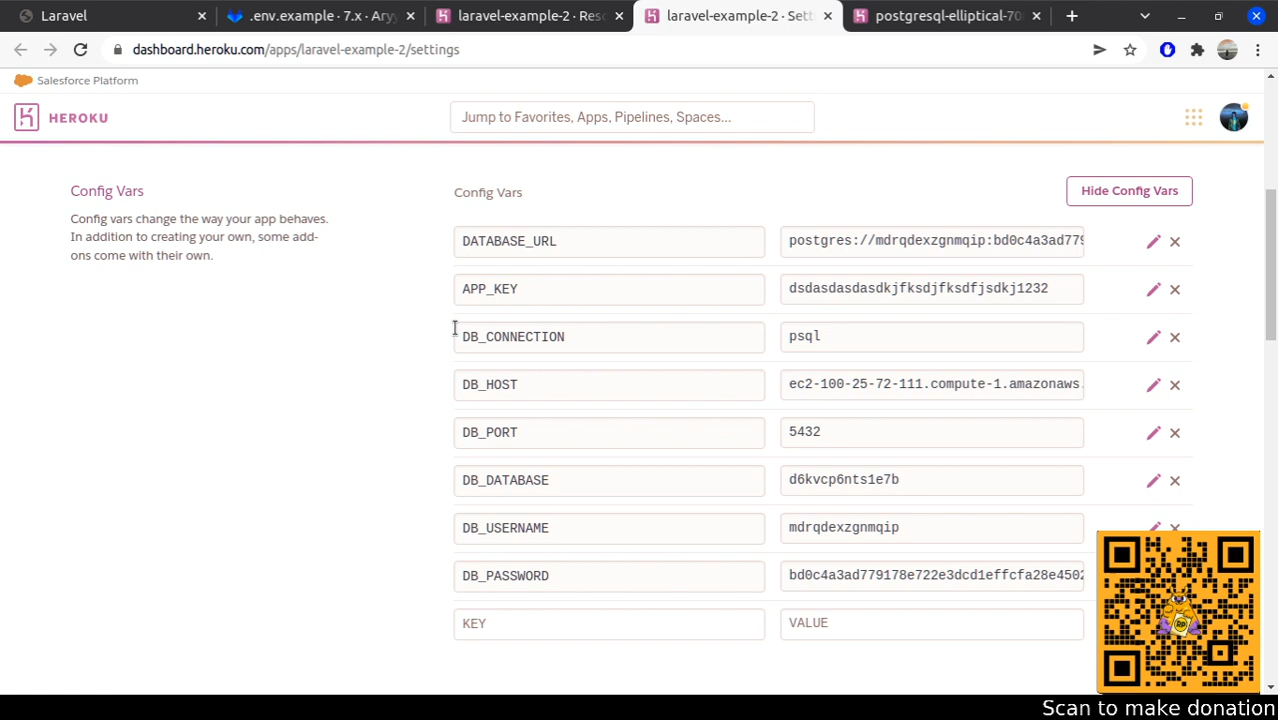 Laravel
.env.example · 7.x · Ary
laravel-example-2 · Res
laravel-example-2 · Sett
postgresql-elliptical-70
dashboard.heroku.com/apps/laravel-example-2/settings
Salesforce Platform
HEROKU
Jump to Favorites, Apps, Pipelines, Spaces...
Config Vars
Config vars change the way your app behaves.
In addition to creating your own, some add-
ons come with their own.
Config Vars
Hide Config Vars
DATABASE_URL
postgres://mdrqdexzgnmqip:bd0c4a3ad779
APP_KEY
dsdasdasdasdkjfksdjfksdfjsdkj1232
DB_CONNECTION
psql
DB_HOST
ec2-100-25-72-111.compute-1.amazonaws.
DB_PORT
5432
DB_DATABASE
d6kvcp6nts1e7b
DB_USERNAME
mdrqdexzgnmqip
DB_PASSWORD
bd0c4a3ad779178e722e3dcd1effcfa28e4502
KEY
VALUE
Scan to make donation